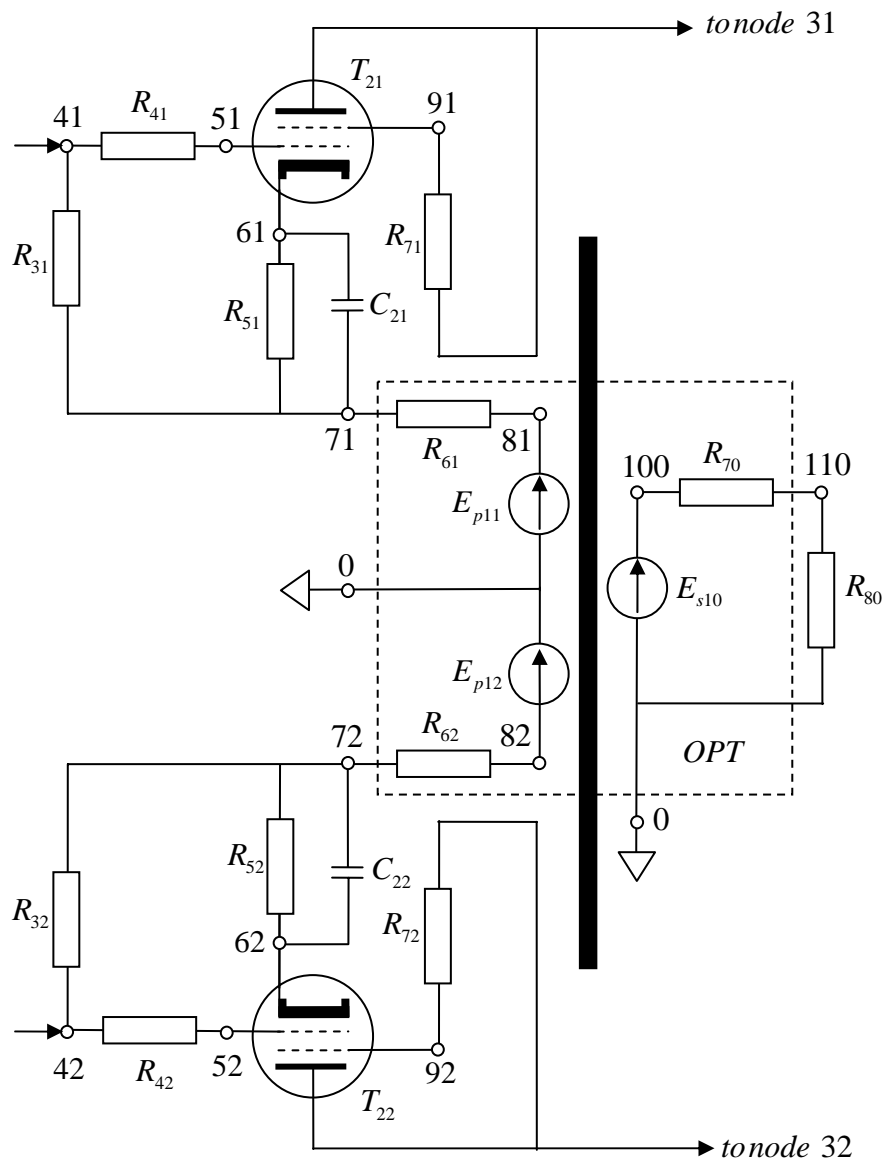 to node 31
T21
R41
41
51
91
61
R71
R31
R51
C21
71
R61
81
100
R70
110
Ep11
0
Es10
R80
Ep12
72
R62
82
OPT
R52
C22
0
R32
62
R72
42
R42
52
92
T22
to node 32